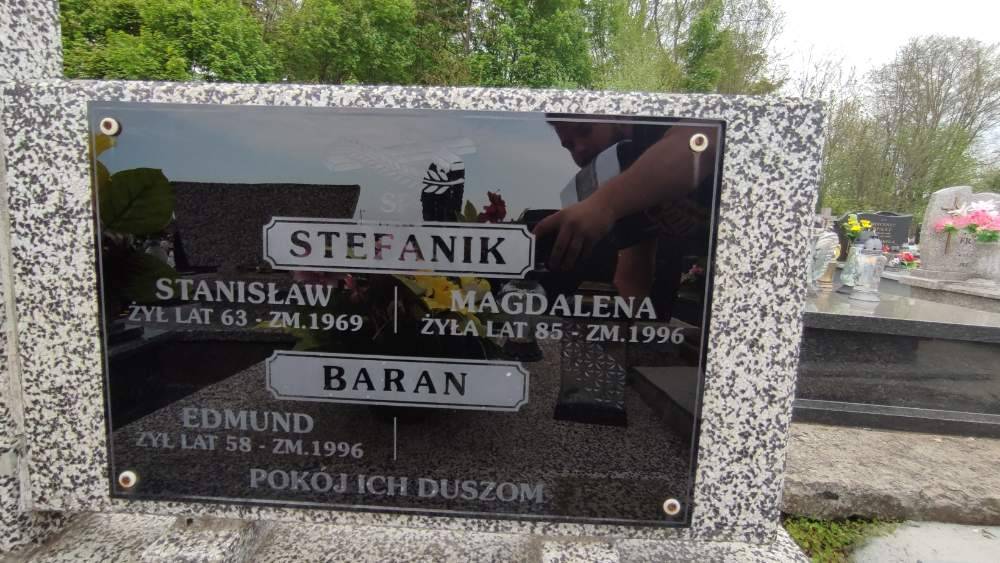 STEFANIK
STANISŁAW
ŻYŁ LAT 63 - ZM.1969
MAGDALENA
ŻYŁA LAT 85 - ZM.1996
BARAN
EDMUND
ŻYŁ LAT 58 - ZM.1996
POKÓJ ICH DUSZOM